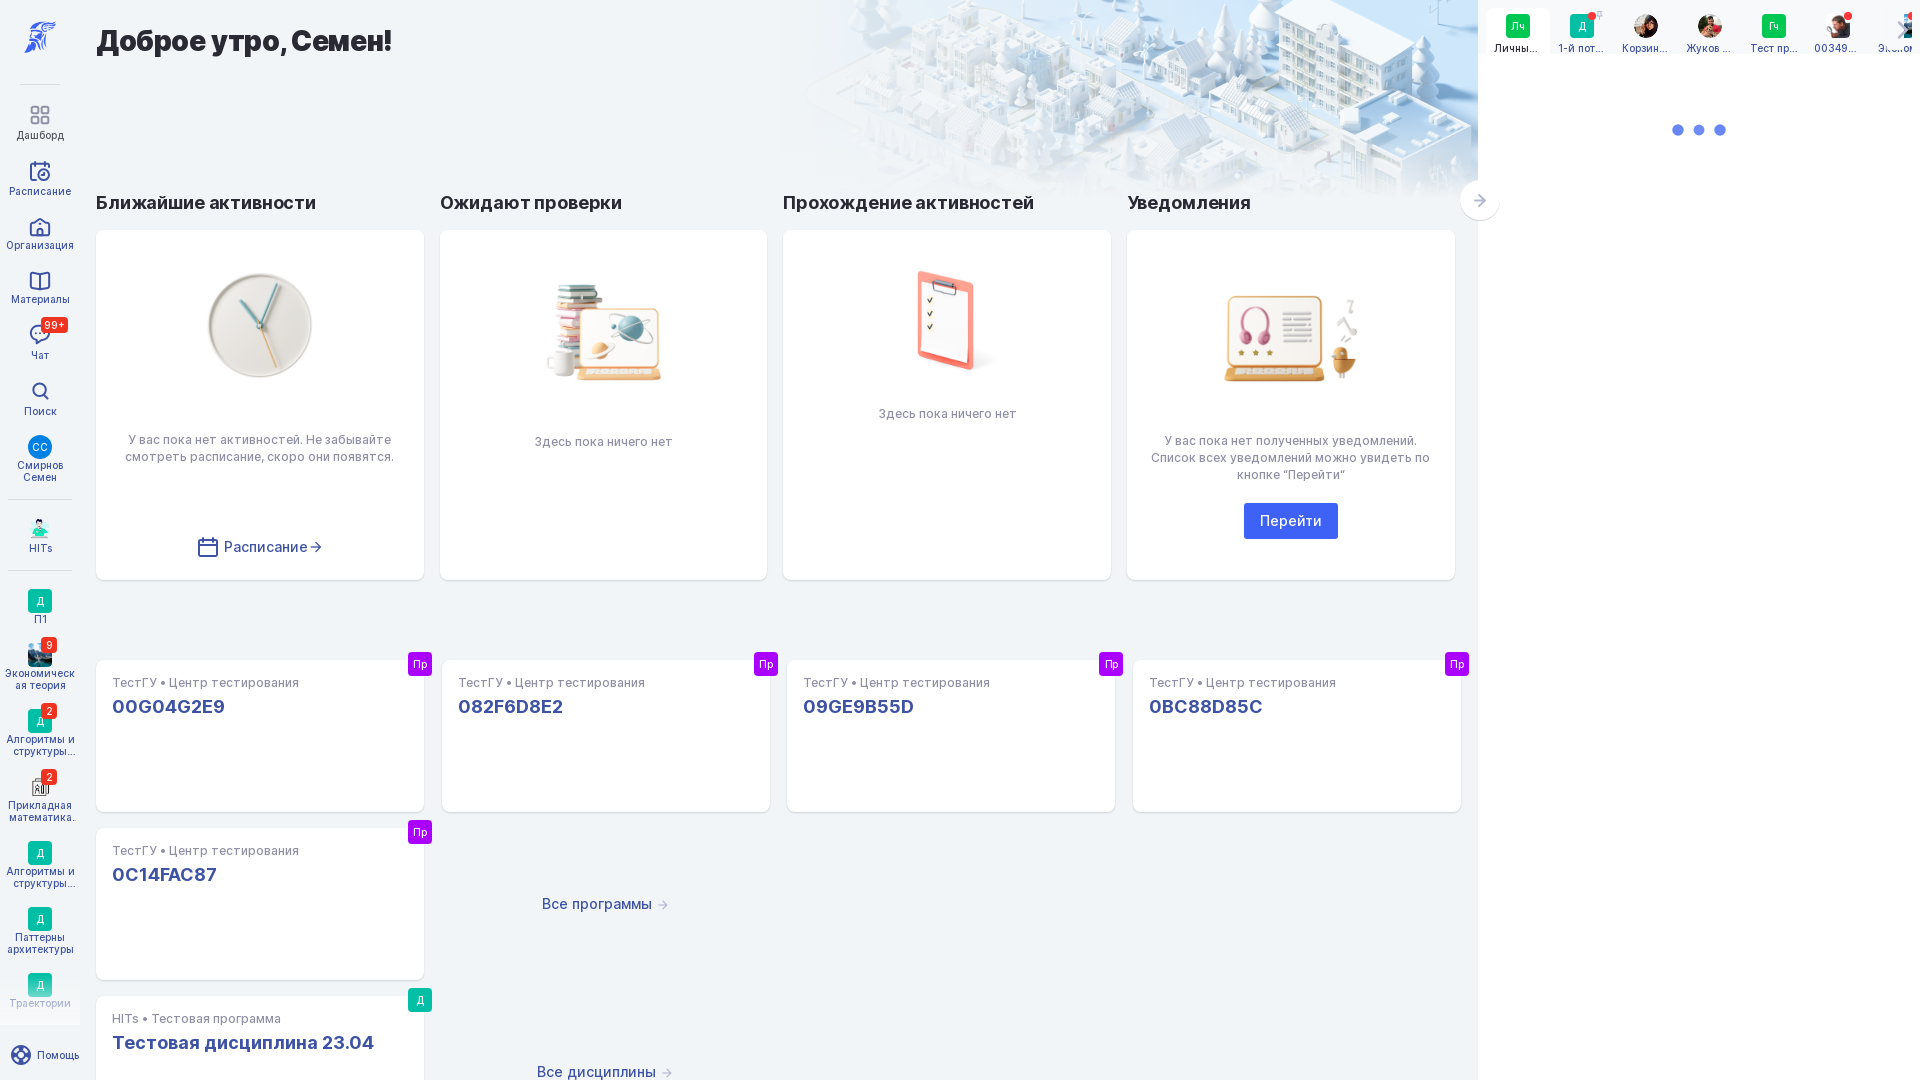 Доброе утро, Семен!
Дашборд
Расписание
Организация
Материалы
99+
Чат
Поиск
СС
Смирнов
Семен
HITs
Д
П1
9
Экономическ
ая теория
2
Д
Алгоритмы и
структуры...
2
Прикладная
математика.
Д
Алгоритмы и
структуры...
Д
Паттерны
архитектуры
Д
Траектории
Помощь
Ближайшие активности
У вас пока нет активностей. Не забывайте
смотреть расписание, скоро они появятся.
Расписание
Ожидают проверки
Здесь пока ничего нет
Прохождение активностей
Здесь пока ничего нет
Уведомления
У вас пока нет полученных уведомлений.
Список всех уведомлений можно увидеть по
кнопке “Перейти“
Перейти
Пр
ТестГУ • Центр тестирования
00G04G2E9
Пр
ТестГУ • Центр тестирования
082F6D8E2
Пр
ТестГУ • Центр тестирования
09GE9B55D
Пр
ТестГУ • Центр тестирования
0BC88D85C
Пр
ТестГУ • Центр тестирования
0C14FAC87
Все программы
Д
HITs • Тестовая программа
Тестовая дисциплина 23.04
Все дисциплины
Лч
Личны...
Д
1-й пот...
Корзин...
Жуков ...
Гч
Тест пр...
00349...
Эконом